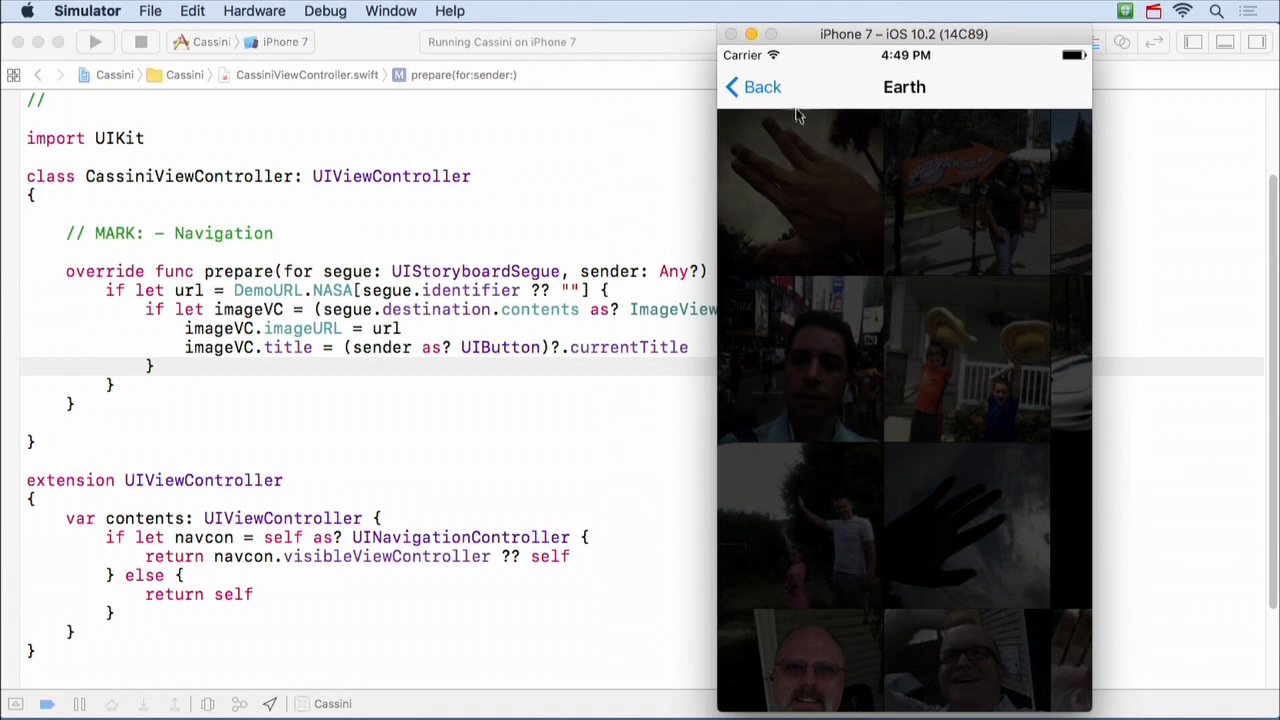 Simulator File Edit Hardware Debug Window Help
Cassini iPhone 7 Running Cassini on iPhone 7
iPhone 7 – iOS 10.2 (14C89)
Carrier 4:49 PM
Cassini Cassini CassiniViewController.swift M prepare(for:sender:)
Back Earth
//
import UIKit
class CassiniViewController: UIViewController
{
// MARK: - Navigation
override func prepare(for segue: UIStoryboardSegue, sender: Any?)
if let url = DemoURL.NASA[segue.identifier ?? ""] {
if let imageVC = (segue.destination.contents as? ImageView
imageVC.imageURL = url
imageVC.title = (sender as? UIButton)?.currentTitle
}
}
}
}
extension UIViewController
{
var contents: UIViewController {
if let navcon = self as? UINavigationController {
return navcon.visibleViewController ?? self
} else {
return self
}
}
}
Cassini